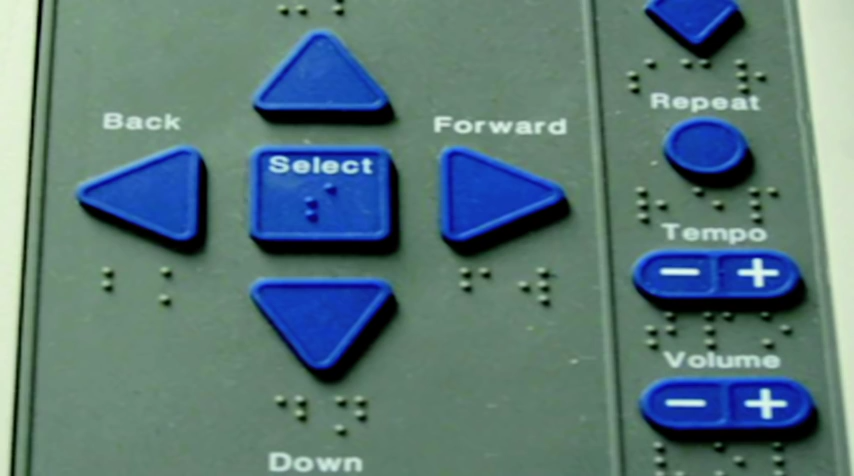 Back
Forward
Select
Repeat
Tempo
− +
Volume
− +
Down